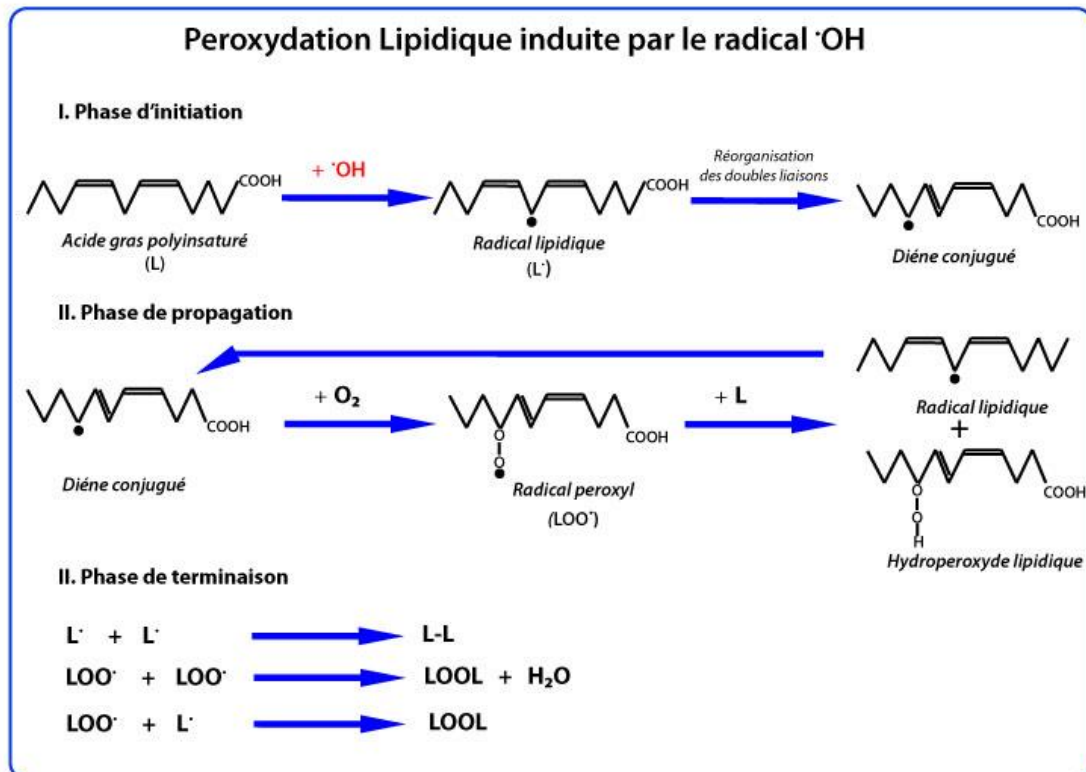 Peroxydation Lipidique induite par le radical ·OH
I. Phase d'initiation
COOH
+ ·OH
COOH
Réorganisation
des doubles liaisons
COOH
Acide gras polyinsaturé
(L)
Radical lipidique
(L·)
Diéne conjugué
II. Phase de propagation
COOH
Diéne conjugué
+ O₂
COOH
O
O
Radical peroxyl
(LOO·)
+ L
Radical lipidique
+
COOH
O
O
H
Hydroperoxyde lipidique
II. Phase de terminaison
L· + L· L-L
LOO· + LOO· LOOL + H₂O
LOO· + L· LOOL